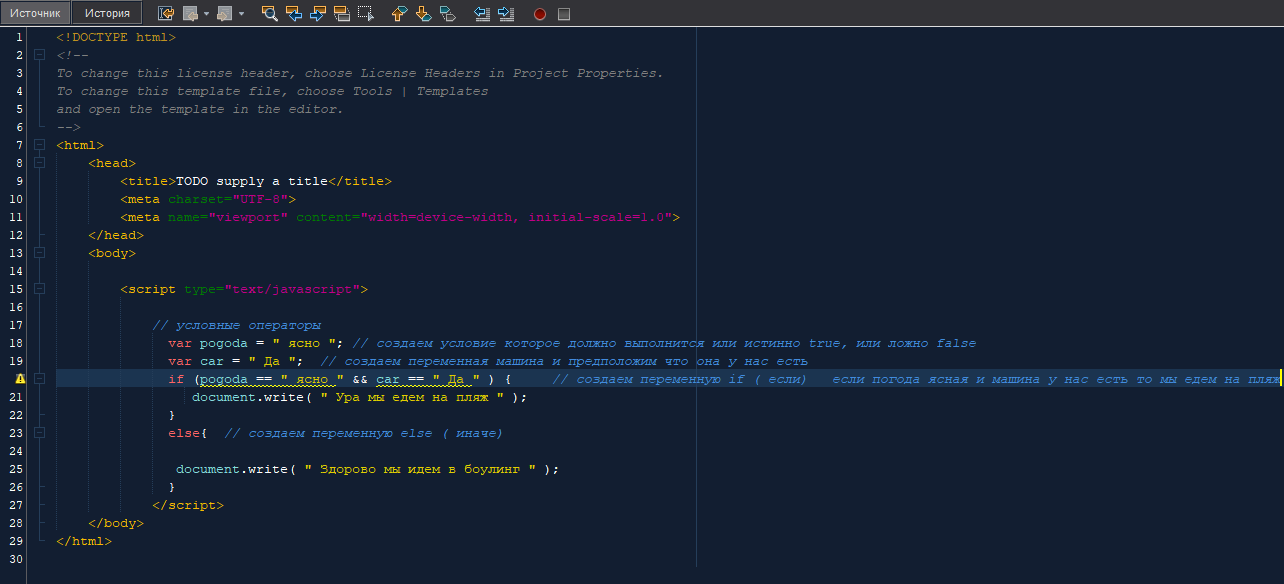 Источник История
1 <!DOCTYPE html>
2 <!--
3 To change this license header, choose License Headers in Project Properties.
4 To change this template file, choose Tools | Templates
5 and open the template in the editor.
6 -->
7 <html>
8 <head>
9 <title>TODO supply a title</title>
10 <meta charset="UTF-8">
11 <meta name="viewport" content="width=device-width, initial-scale=1.0">
12 </head>
13 <body>
14
15 <script type="text/javascript">
16
17 // условные операторы
18 var pogoda = " ясно "; // создаем условие которое должно выполнится или истинно true, или ложно false
19 var car = " Да "; // создаем переменная машина и предположим что она у нас есть
if (pogoda == " ясно " && car == " Да " ) { // создаем переменную if ( если) если погода ясная и машина у нас есть то мы едем на пляж
21 document.write( " Ура мы едем на пляж " );
22 }
23 else{ // создаем переменную else ( иначе)
24
25 document.write( " Здорово мы идем в боулинг " );
26 }
27 </script>
28 </body>
29 </html>
30